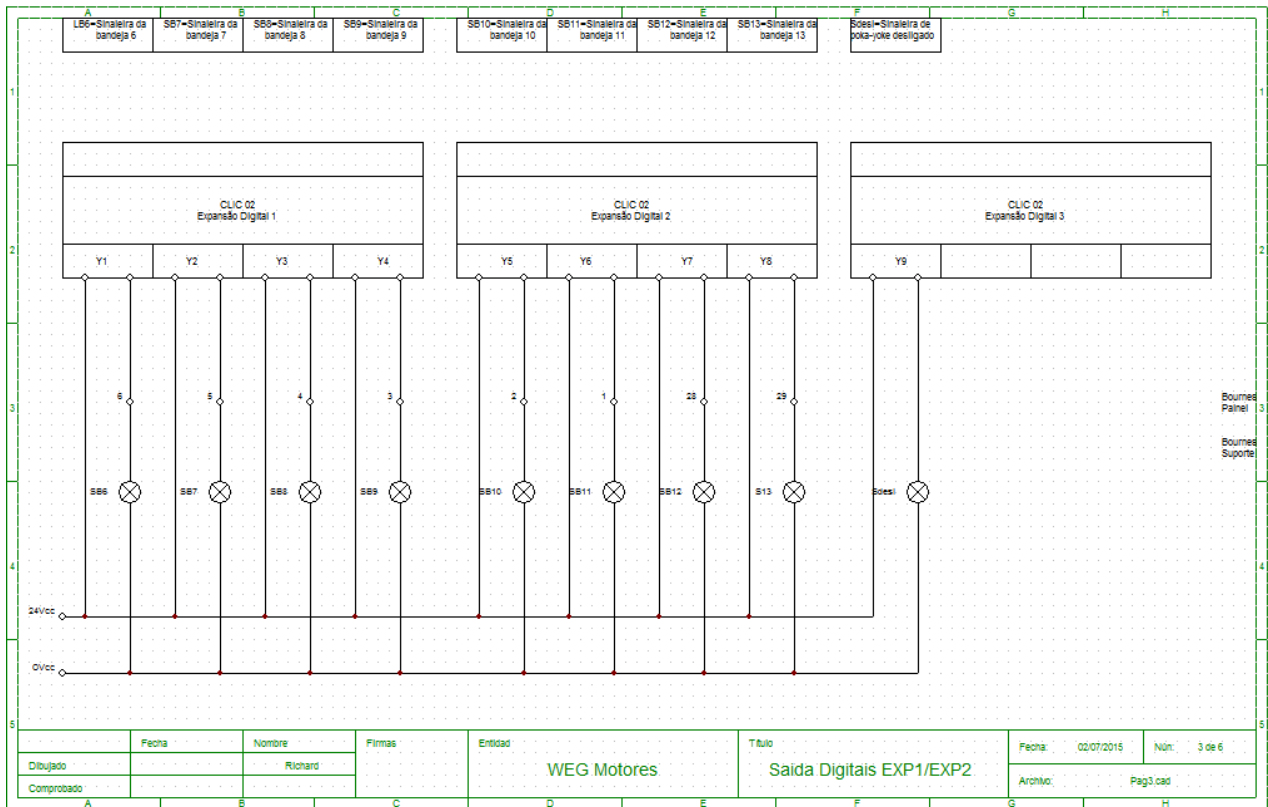 A B C D E F G H
LB6=Sinaleira da
bandeja 6
SB7=Sinaleira da
bandeja 7
SB8=Sinaleira da
bandeja 8
SB9=Sinaleira da
bandeja 9
SB10=Sinaleira da
bandeja 10
SB11=Sinaleira da
bandeja 11
SB12=Sinaleira da
bandeja 12
SB13=Sinaleira da
bandeja 13
Sdesl=Sinaleira de
poka-yoke desligado
1 1
CLIC 02
Expansão Digital 1
CLIC 02
Expansão Digital 2
CLIC 02
Expansão Digital 3
2 2
Y1 Y2 Y3 Y4 Y5 Y6 Y7 Y8 Y9
6 5 4 3 2 1 28 29
Bournes
Painel
3 3
Bournes
Suporte
SB6 SB7 SB8 SB9 SB10 SB11 SB12 S13 Sdesl
4 4
24Vcc
0Vcc
5 5
Fecha Nombre Firmas Entidad Título
Dibujado Richard
Comprobado
WEG Motores
Saida Digitais EXP1/EXP2
Fecha: 02/07/2015 Núm: 3 de 6
Archivo: Pag3.cad
A B C D E F G H